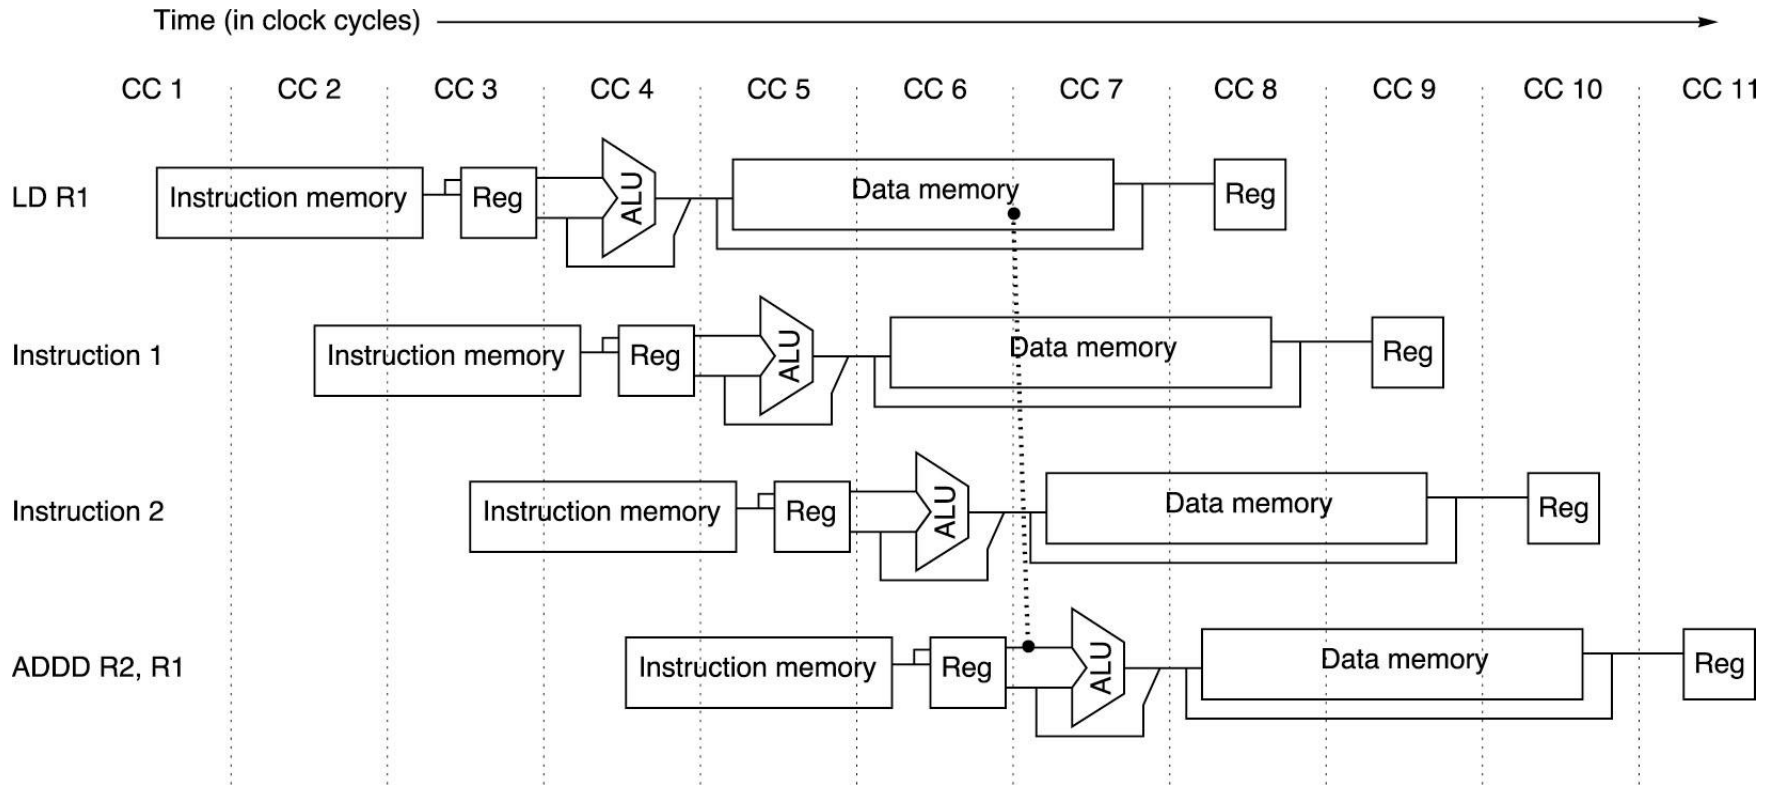 Time (in clock cycles)
CC 1 CC 2 CC 3 CC 4 CC 5 CC 6 CC 7 CC 8 CC 9 CC 10 CC 11
LD R1 Instruction memory Reg ALU Data memory Reg
Instruction 1 Instruction memory Reg ALU Data memory Reg
Instruction 2 Instruction memory Reg ALU Data memory Reg
ADDD R2, R1 Instruction memory Reg ALU Data memory Reg